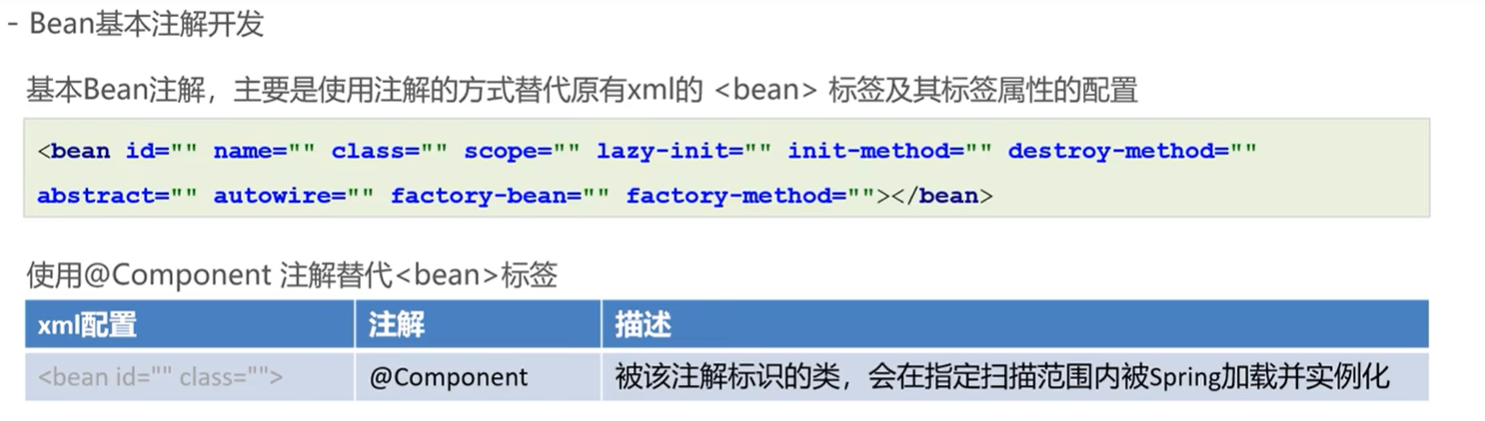 - Bean基本注解开发
基本Bean注解，主要是使用注解的方式替代原有xml的 <bean> 标签及其标签属性的配置
<bean id="" name="" class="" scope="" lazy-init="" init-method="" destroy-method=""
abstract="" autowire="" factory-bean="" factory-method=""></bean>
使用@Component 注解替代<bean>标签
xml配置 注解 描述
<bean id="" class=""> @Component 被该注解标识的类，会在指定扫描范围内被Spring加载并实例化